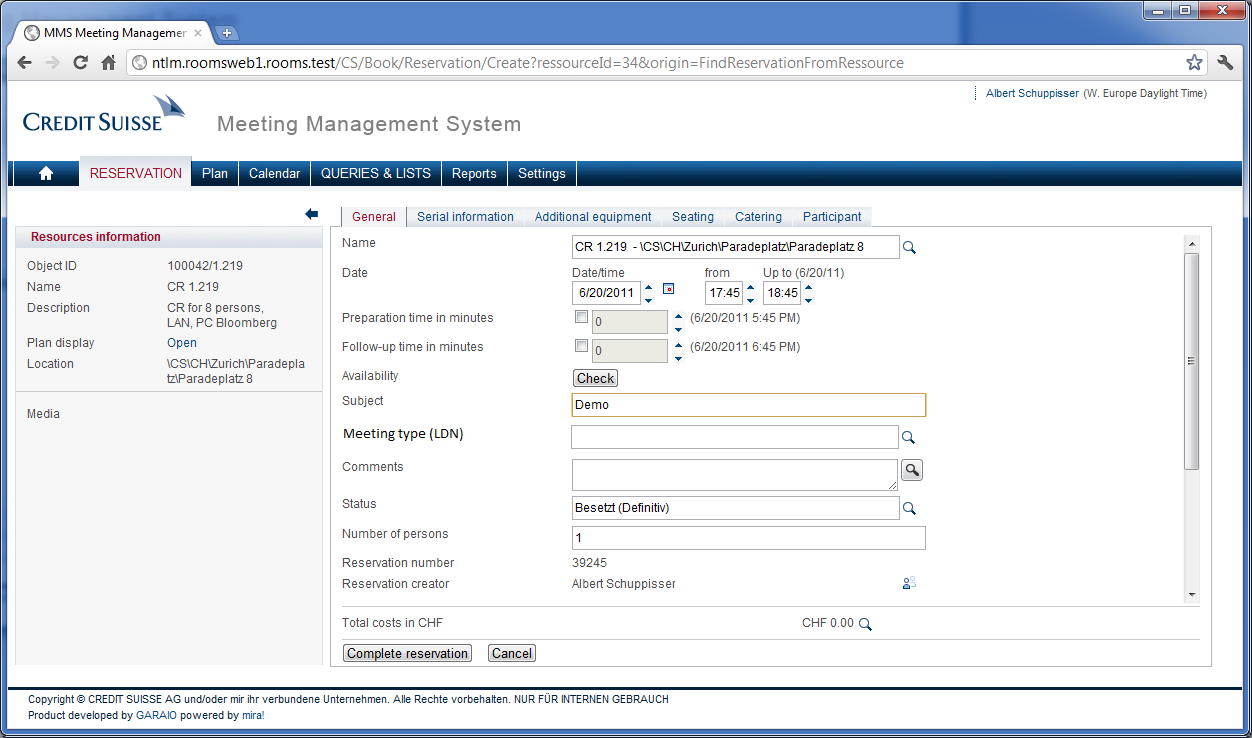 MMS Meeting Managemer
ntlm.roomsweb1.rooms.test/CS/Book/Reservation/Create?ressourceId=34&origin=FindReservationFromRessource
Albert Schuppisser (W. Europe Daylight Time)
CREDIT SUISSE
Meeting Management System
RESERVATION Plan Calendar QUERIES & LISTS Reports Settings
Resources information
Object ID 100042/1.219
Name CR 1.219
Description CR for 8 persons,
LAN, PC Bloomberg
Plan display Open
Location \CS\CH\Zurich\Paradepla
tz\Paradeplatz 8
Media
General Serial information Additional equipment Seating Catering Participant
Name CR 1.219 - \CS\CH\Zurich\Paradeplatz\Paradeplatz 8
Date Date/time from Up to (6/20/11)
6/20/2011 17:45 18:45
Preparation time in minutes 0 (6/20/2011 5:45 PM)
Follow-up time in minutes 0 (6/20/2011 6:45 PM)
Availability Check
Subject Demo
Meeting type (LDN)
Comments
Status Besetzt (Definitiv)
Number of persons 1
Reservation number 39245
Reservation creator Albert Schuppisser
Total costs in CHF CHF 0.00
Complete reservation Cancel
Copyright © CREDIT SUISSE AG und/oder mir ihr verbundene Unternehmen. Alle Rechte vorbehalten. NUR FÜR INTERNEN GEBRAUCH
Product developed by GARAIO powered by mira!